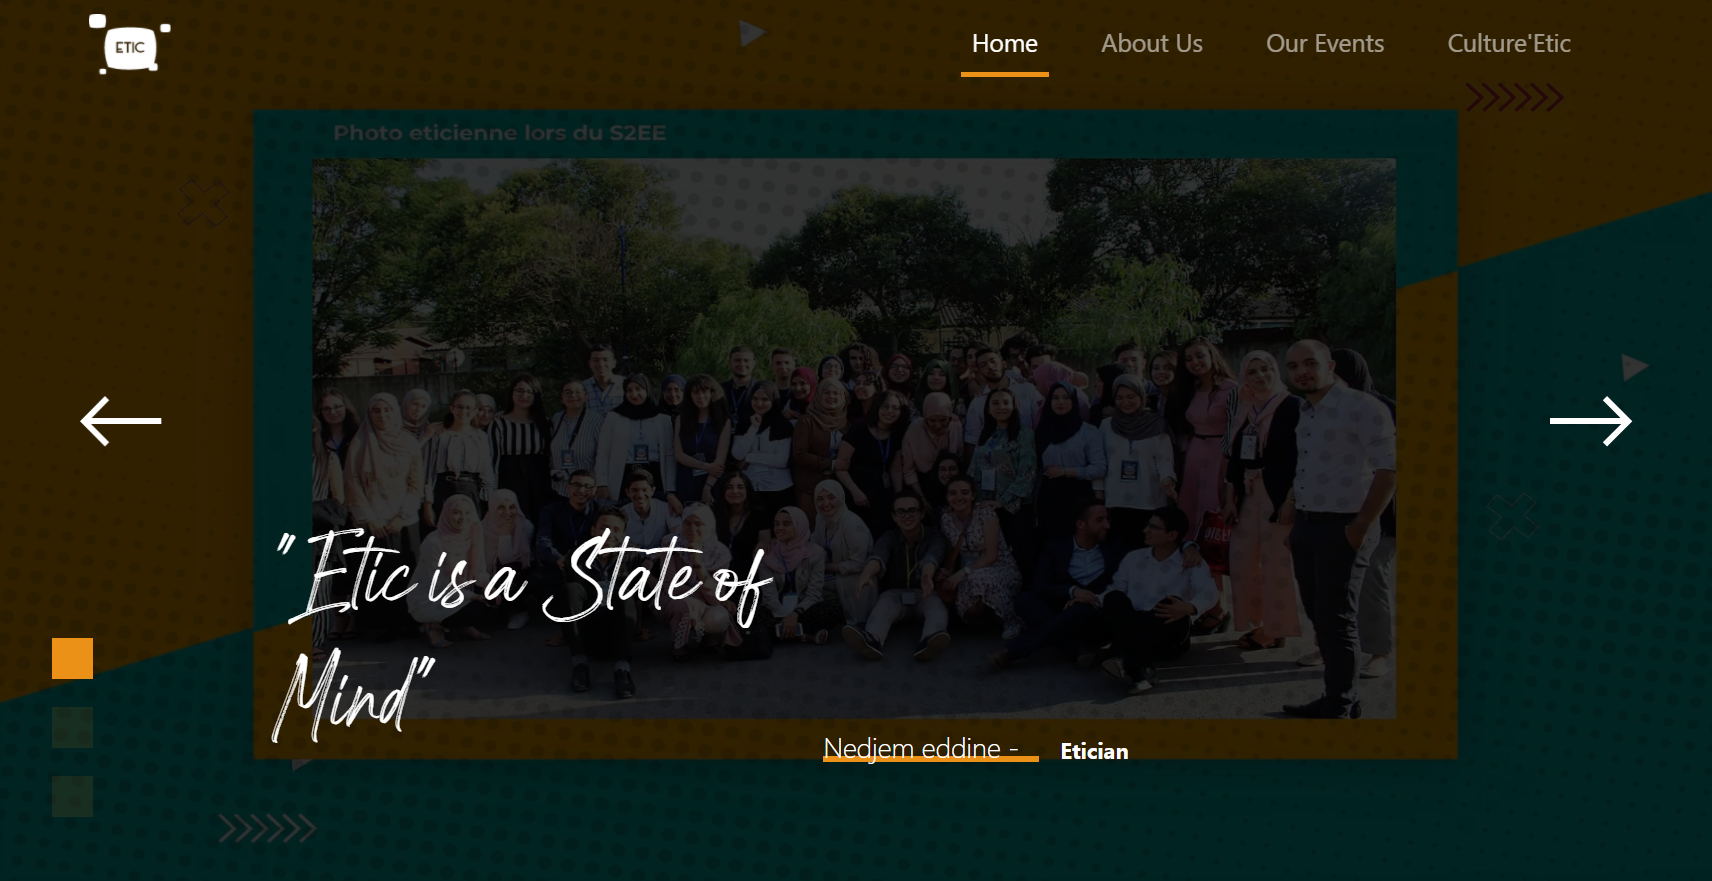 ETIC
Home
About Us
Our Events
Culture'Etic
Photo eticienne lors du S2EE
"Etic is a State of
Mind"
Nedjem eddine - Etician